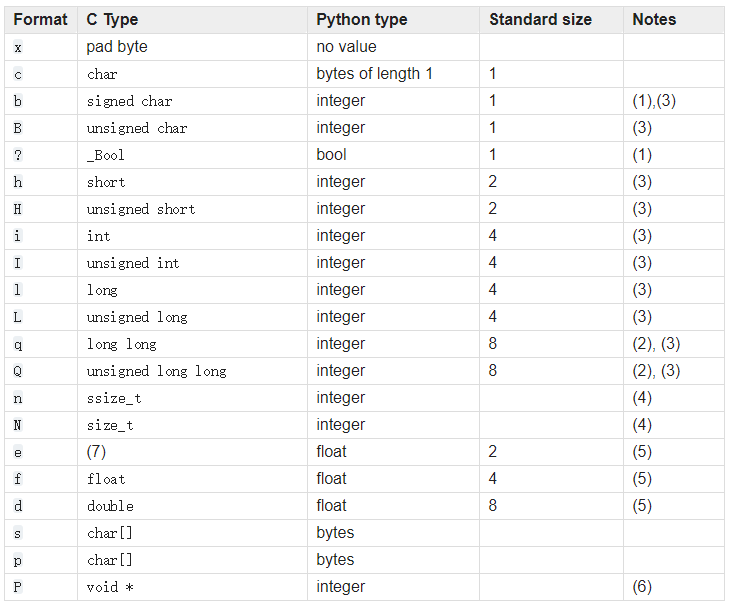 Format C Type Python type Standard size Notes
x pad byte no value
c char bytes of length 1 1
b signed char integer 1 (1),(3)
B unsigned char integer 1 (3)
? _Bool bool 1 (1)
h short integer 2 (3)
H unsigned short integer 2 (3)
i int integer 4 (3)
I unsigned int integer 4 (3)
l long integer 4 (3)
L unsigned long integer 4 (3)
q long long integer 8 (2), (3)
Q unsigned long long integer 8 (2), (3)
n ssize_t integer (4)
N size_t integer (4)
e (7) float 2 (5)
f float float 4 (5)
d double float 8 (5)
s char[] bytes
p char[] bytes
P void * integer (6)